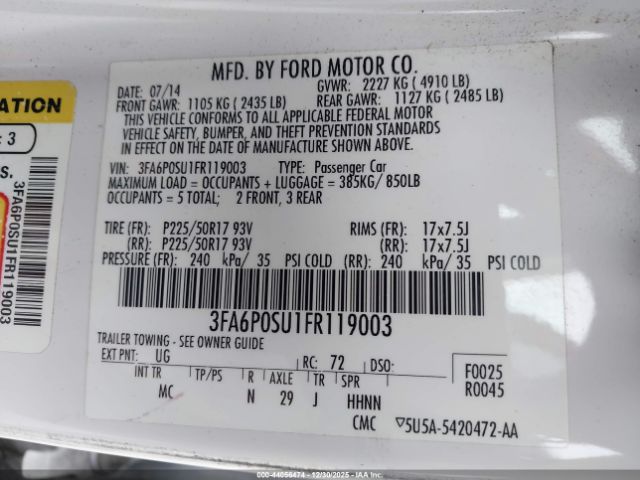 MFD. BY FORD MOTOR CO.
DATE: 07/14
GVWR: 2227 KG ( 4910 LB)
FRONT GAWR: 1105 KG ( 2435 LB)
REAR GAWR: 1127 KG ( 2485 LB)
THIS VEHICLE CONFORMS TO ALL APPLICABLE FEDERAL MOTOR
VEHICLE SAFETY, BUMPER, AND THEFT PREVENTION STANDARDS
IN EFFECT ON THE DATE OF MANUFACTURE SHOWN ABOVE.
VIN: 3FA6P0SU1FR119003 TYPE: Passenger Car
MAXIMUM LOAD = OCCUPANTS + LUGGAGE = 385KG/ 850LB
OCCUPANTS = 5 TOTAL; 2 FRONT, 3 REAR
TIRE (FR): P225/50R17 93V RIMS (FR): 17x7.5J
(RR): P225/50R17 93V (RR): 17x7.5J
PRESSURE (FR): 240 kPa/ 35 PSI COLD (RR): 240 kPa/ 35 PSI COLD
3FA6P0SU1FR119003
TRAILER TOWING - SEE OWNER GUIDE
EXT PNT: UG RC: 72 DSO:
F0025
R0045
INT TR TP/PS R AXLE TR SPR
MC N 29 J HHNN
CMC ▽5U5A-5420472-AA
: 3
S.
3FA6P0SU1FR119003
000-44056474 - 12/30/2025 - IAAI Copyright